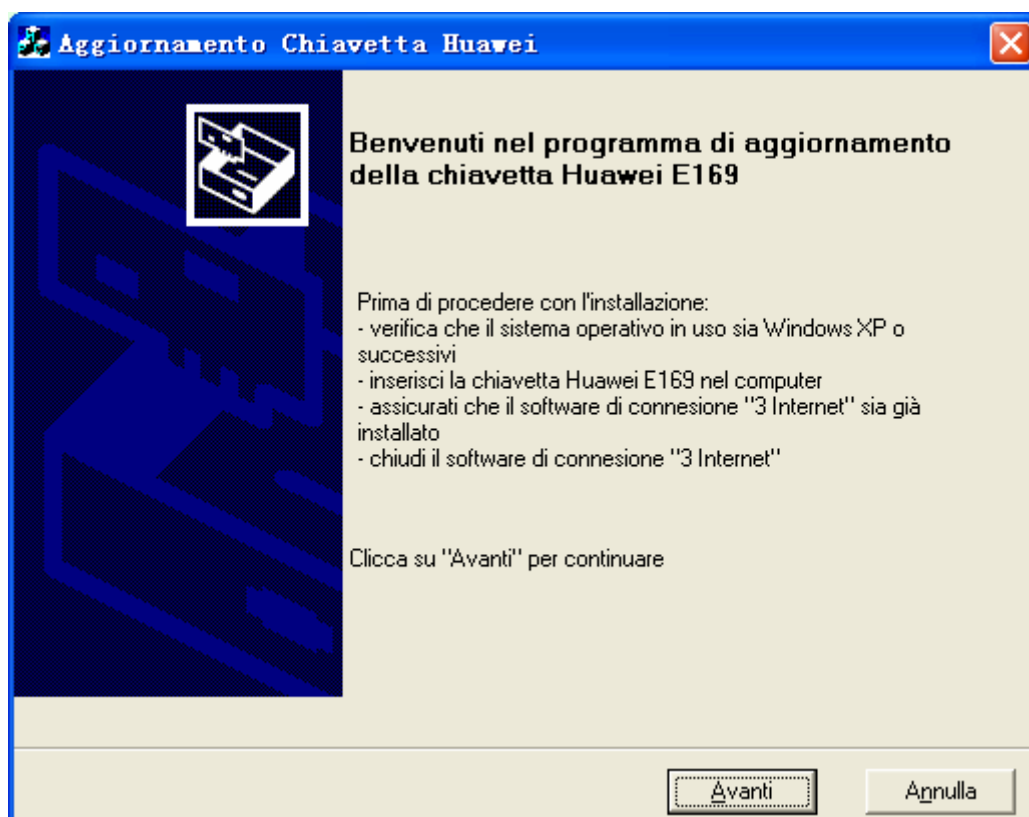 Aggiornamento Chiavetta Huawei
Benvenuti nel programma di aggiornamento
della chiavetta Huawei E169
Prima di procedere con l'installazione:
- verifica che il sistema operativo in uso sia Windows XP o
successivi
- inserisci la chiavetta Huawei E169 nel computer
- assicurati che il software di connesione "3 Internet" sia già
installato
- chiudi il software di connesione "3 Internet"
Clicca su "Avanti" per continuare
Avanti
Annulla